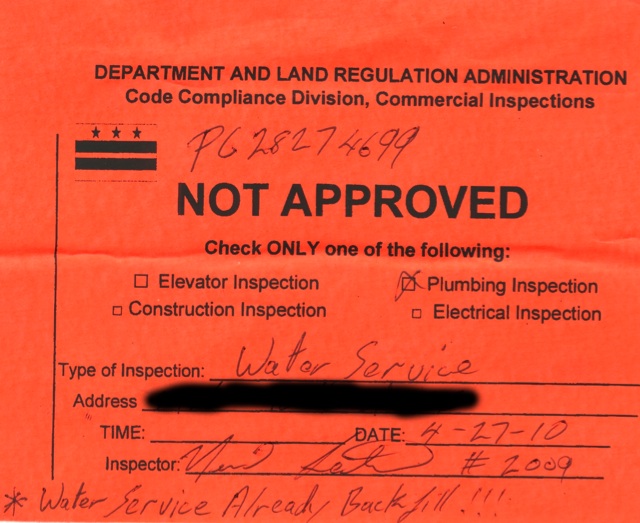 DEPARTMENT AND LAND REGULATION ADMINISTRATION
Code Compliance Division, Commercial Inspections
PG28274699
NOT APPROVED
Check ONLY one of the following:
Elevator Inspection Plumbing Inspection
Construction Inspection Electrical Inspection
Type of Inspection: Water Service
Address
TIME: DATE: 4-27-10
Inspector: # 2009
* Water Service Already Backfill!!!